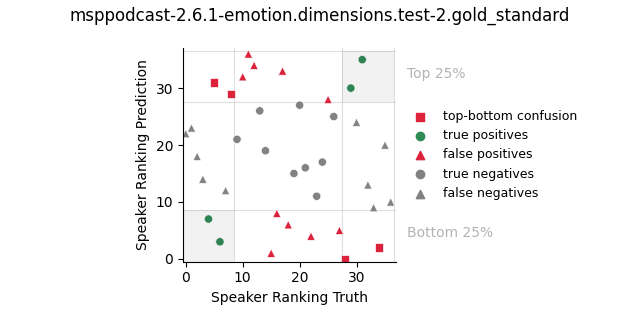 msppodcast-2.6.1-emotion.dimensions.test-2.gold_standard
Speaker Ranking Prediction
30
20
10
0
0
10
20
30
Speaker Ranking Truth
Top 25%
top-bottom confusion
true positives
false positives
true negatives
false negatives
Bottom 25%